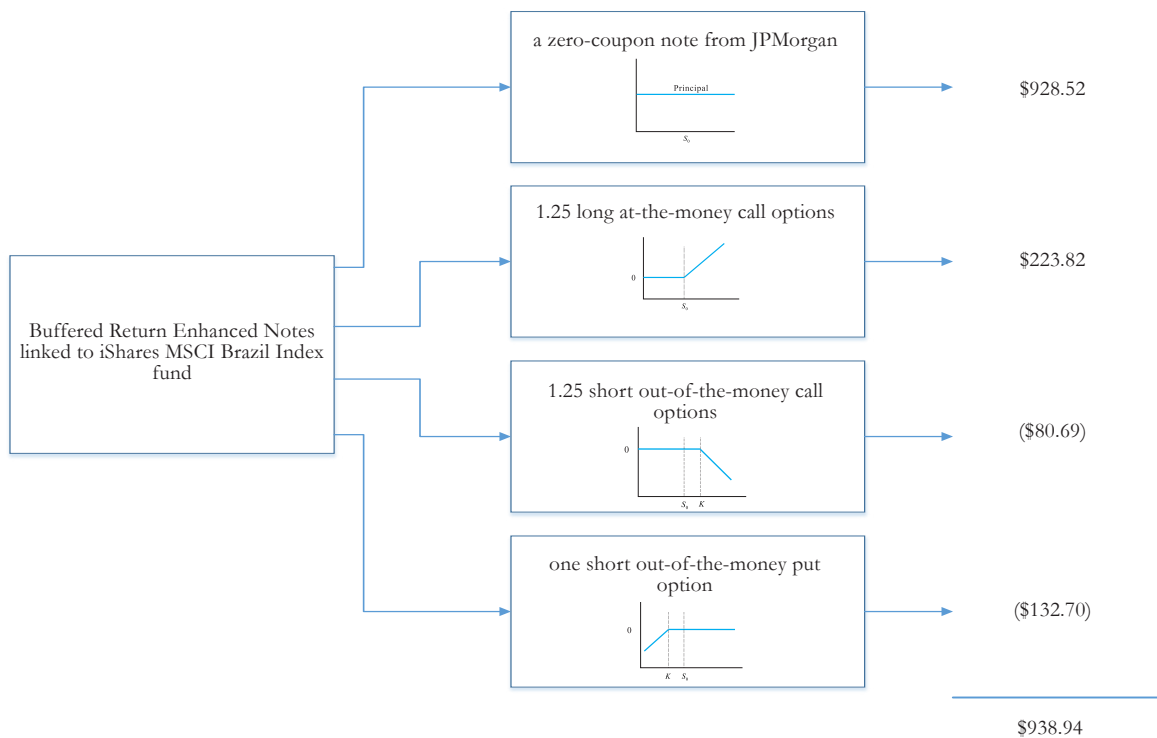 a zero-coupon note from JPMorgan
Principal
S₀
$928.52
1.25 long at-the-money call options
0
S₀
$223.82
Buffered Return Enhanced Notes
linked to iShares MSCI Brazil Index
fund
1.25 short out-of-the-money call
options
0
S₀ K
($80.69)
one short out-of-the-money put
option
0
K S₀
($132.70)
$938.94